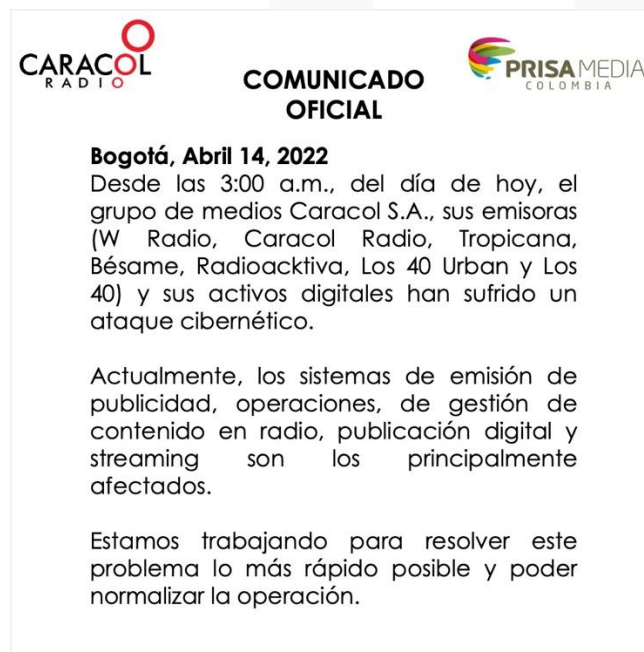 CARACOL
RADIO
PRISA MEDIA
COLOMBIA
COMUNICADO
OFICIAL
Bogotá, Abril 14, 2022
Desde las 3:00 a.m., del día de hoy, el
grupo de medios Caracol S.A., sus emisoras
(W Radio, Caracol Radio, Tropicana,
Bésame, Radioacktiva, Los 40 Urban y Los
40) y sus activos digitales han sufrido un
ataque cibernético.
Actualmente, los sistemas de emisión de
publicidad, operaciones, de gestión de
contenido en radio, publicación digital y
streaming son los principalmente
afectados.
Estamos trabajando para resolver este
problema lo más rápido posible y poder
normalizar la operación.